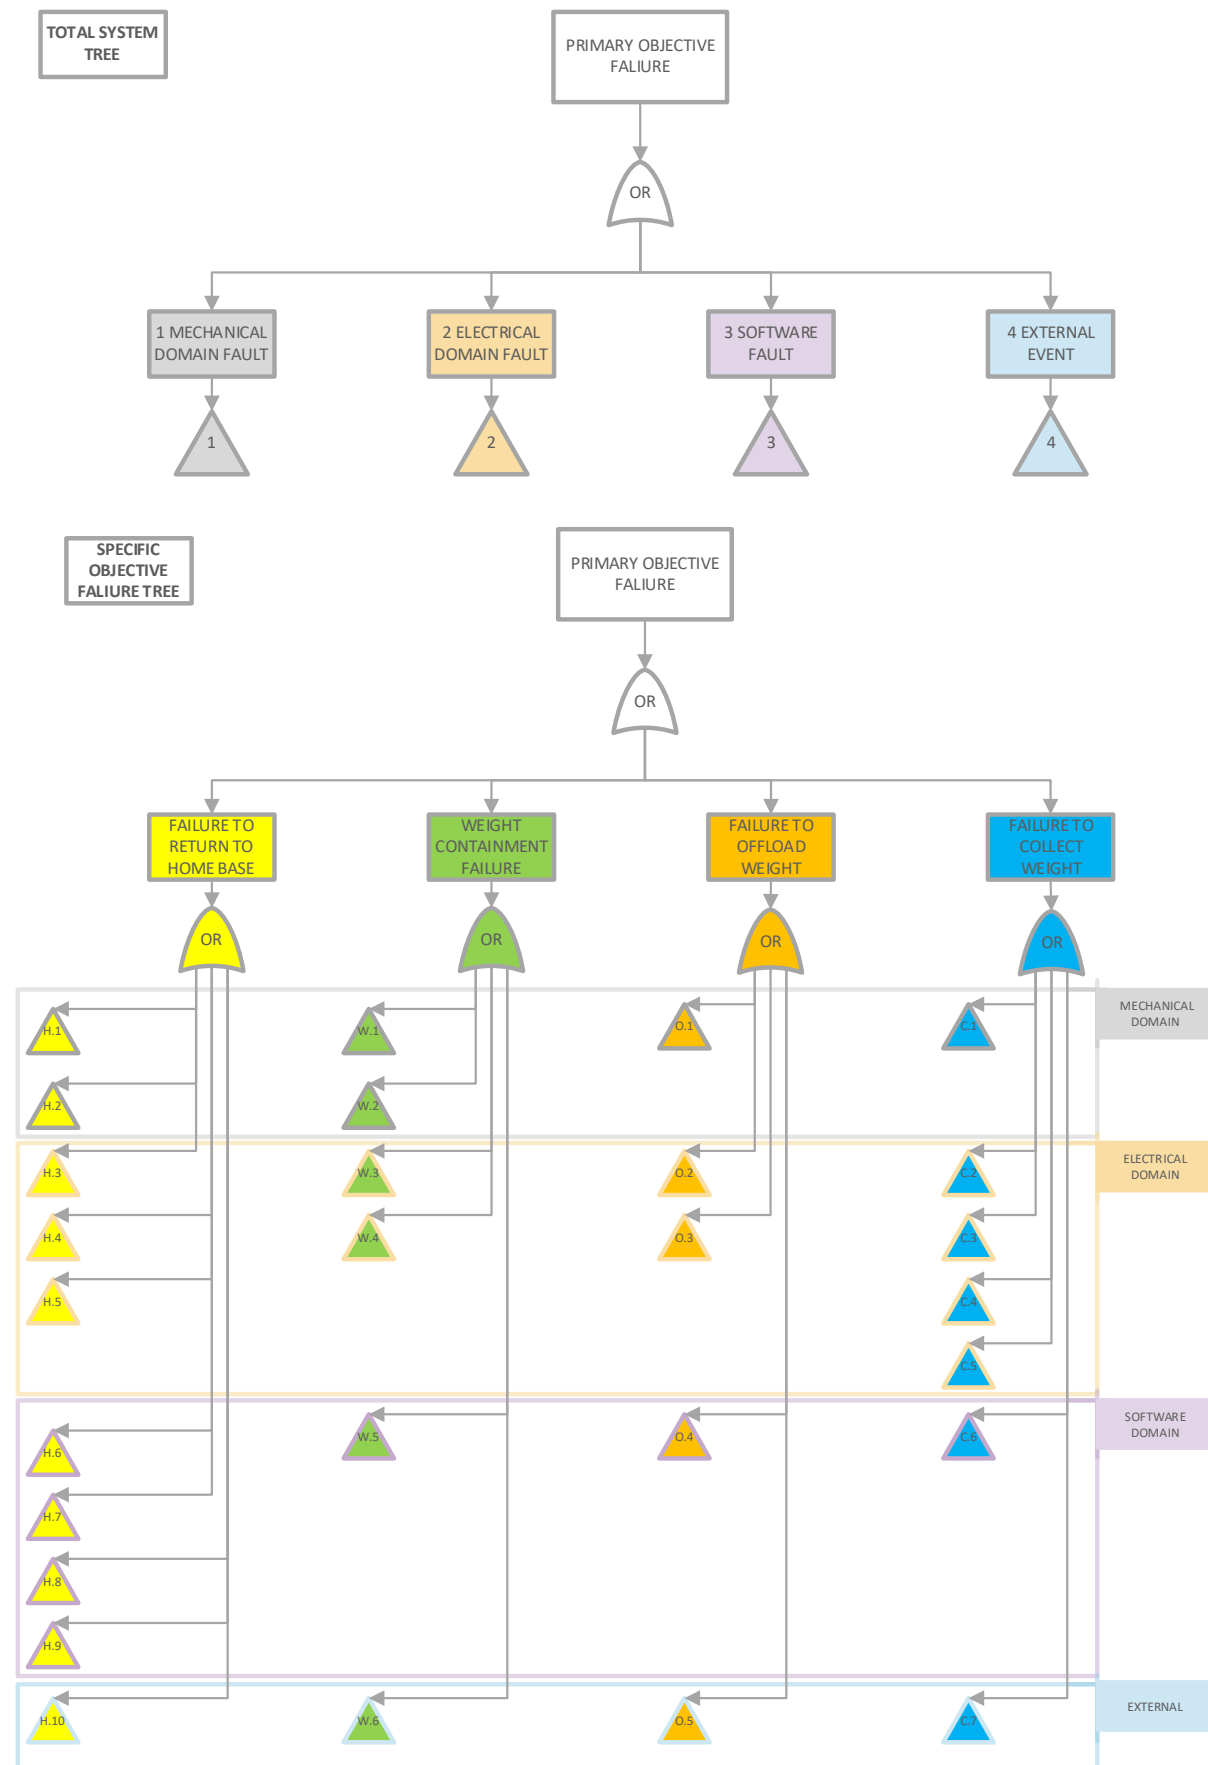 TOTAL SYSTEM
TREE
PRIMARY OBJECTIVE
FALIURE
OR
1 MECHANICAL
DOMAIN FAULT
2 ELECTRICAL
DOMAIN FAULT
3 SOFTWARE
FAULT
4 EXTERNAL
EVENT
1
2
3
4
SPECIFIC
OBJECTIVE
FALIURE TREE
PRIMARY OBJECTIVE
FALIURE
OR
FAILURE TO
RETURN TO
HOME BASE
WEIGHT
CONTAINMENT
FAILURE
FAILURE TO
OFFLOAD
WEIGHT
FAILURE TO
COLLECT
WEIGHT
OR
OR
OR
OR
MECHANICAL
DOMAIN
H.1
W.1
O.1
C.1
H.2
W.2
ELECTRICAL
DOMAIN
H.3
W.3
O.2
C.2
H.4
W.4
O.3
C.3
H.5
C.4
C.5
SOFTWARE
DOMAIN
H.6
W.5
O.4
C.6
H.7
H.8
H.9
EXTERNAL
H.10
W.6
O.5
C.7